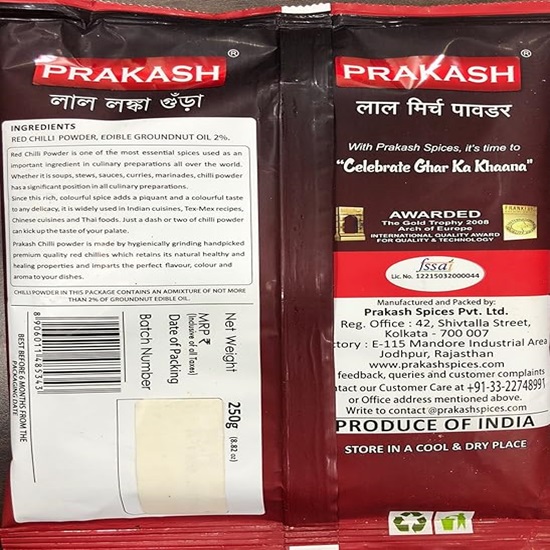 PRAKASH®
লাল লঙ্কা গুঁড়া
INGREDIENTS
RED CHILLI POWDER, EDIBLE GROUNDNUT OIL 2%.
Red Chilli Powder is one of the most essential spices used as an
important ingredient in culinary preparations all over the world.
Whether it is soups, stews, sauces, curries, marinades, chilli powder
has a significant position in all culinary preparations.
Since this rich, colourful spice adds a piquant and a colourful taste
to any delicacy, it is widely used in Indian cuisines, Tex-Mex recipes,
Chinese cuisines and Thai foods. Just a dash or two of chilli powder
can kick up the taste of your palate.
Prakash Chilli powder is made by hygienically grinding handpicked
premium quality red chillies which retains its natural healthy and
healing properties and imparts the perfect flavour, colour and
aroma to your dishes.
CHILLI POWDER IN THIS PACKAGE CONTAINS AN ADMIXTURE OF NOT MORE
THAN 2% OF GROUNDNUT EDIBLE OIL.
Net Weight 250g (8.82 oz)
MRP ₹
(Inclusive of all Taxes)
Date of Packing
Batch Number
8 906011 485343
BEST BEFORE 6 MONTHS FROM THE
PACKAGING DATE
PRAKASH®
लाल मिर्च पावडर
With Prakash Spices, it's time to
"Celebrate Ghar Ka Khaana"
AWARDED
The Gold Trophy 2008
Arch of Europe
INTERNATIONAL QUALITY AWARD
FOR QUALITY & TECHNOLOGY
fssai
Lic. No. 12215032000044
Manufactured and Packed by:
Prakash Spices Pvt. Ltd.
Reg. Office : 42, Shivtalla Street,
Kolkata - 700 007
ctory : E-115 Mandore Industrial Area
Jodhpur, Rajasthan
www.prakashspices.com
feedback, queries and customer complaints
ntact our Customer Care at +91-33-22748991
or Office address mentioned above.
Write to contact @prakashspices.com
PRODUCE OF INDIA
STORE IN A COOL & DRY PLACE